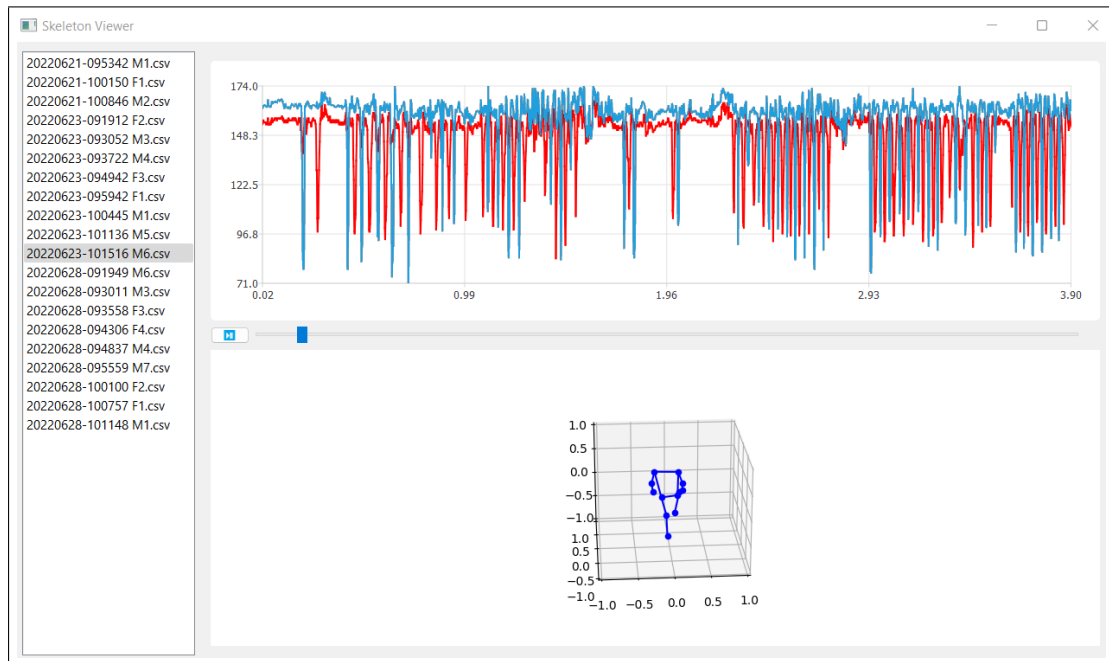 Skeleton Viewer
20220621-095342 M1.csv
20220621-100150 F1.csv
20220621-100846 M2.csv
20220623-091912 F2.csv
20220623-093052 M3.csv
20220623-093722 M4.csv
20220623-094942 F3.csv
20220623-095942 F1.csv
20220623-100445 M1.csv
20220623-101136 M5.csv
20220623-101516 M6.csv
20220628-091949 M6.csv
20220628-093011 M3.csv
20220628-093558 F3.csv
20220628-094306 F4.csv
20220628-094837 M4.csv
20220628-095559 M7.csv
20220628-100100 F2.csv
20220628-100757 F1.csv
20220628-101148 M1.csv
174.0
148.3
122.5
96.8
71.0
0.02 0.99 1.96 2.93 3.90
1.0
0.5
0.0
−0.5
−1.0
1.0
0.5
0.0
−0.5
−1.0
−1.0 −0.5 0.0 0.5 1.0